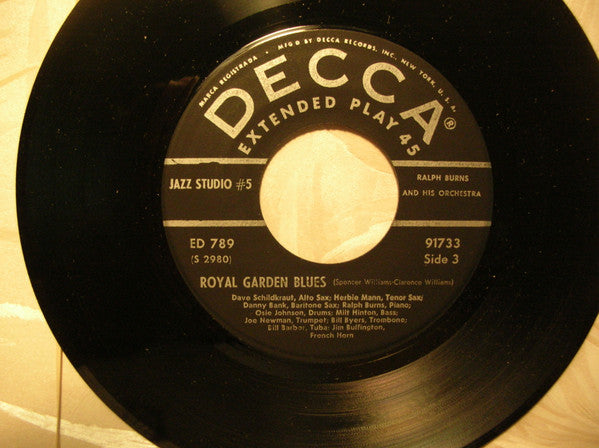 MARCA REGISTRADA • MFG'D BY DECCA RECORDS, INC., NEW YORK, U.S.A.
DECCA®
EXTENDED PLAY 45
JAZZ STUDIO #5
RALPH BURNS
AND HIS ORCHESTRA
ED 789
(S 2980)
91733
Side 3
ROYAL GARDEN BLUES (Spencer Williams-Clarence Williams)
Dave Schildkraut, Alto Sax; Herbie Mann, Tenor Sax;
Danny Bank, Baritone Sax; Ralph Burns, Piano;
Osie Johnson, Drums; Milt Hinton, Bass;
Joe Newman, Trumpet; Bill Byers, Trombone;
Bill Barber, Tuba; Jim Buffington,
French Horn